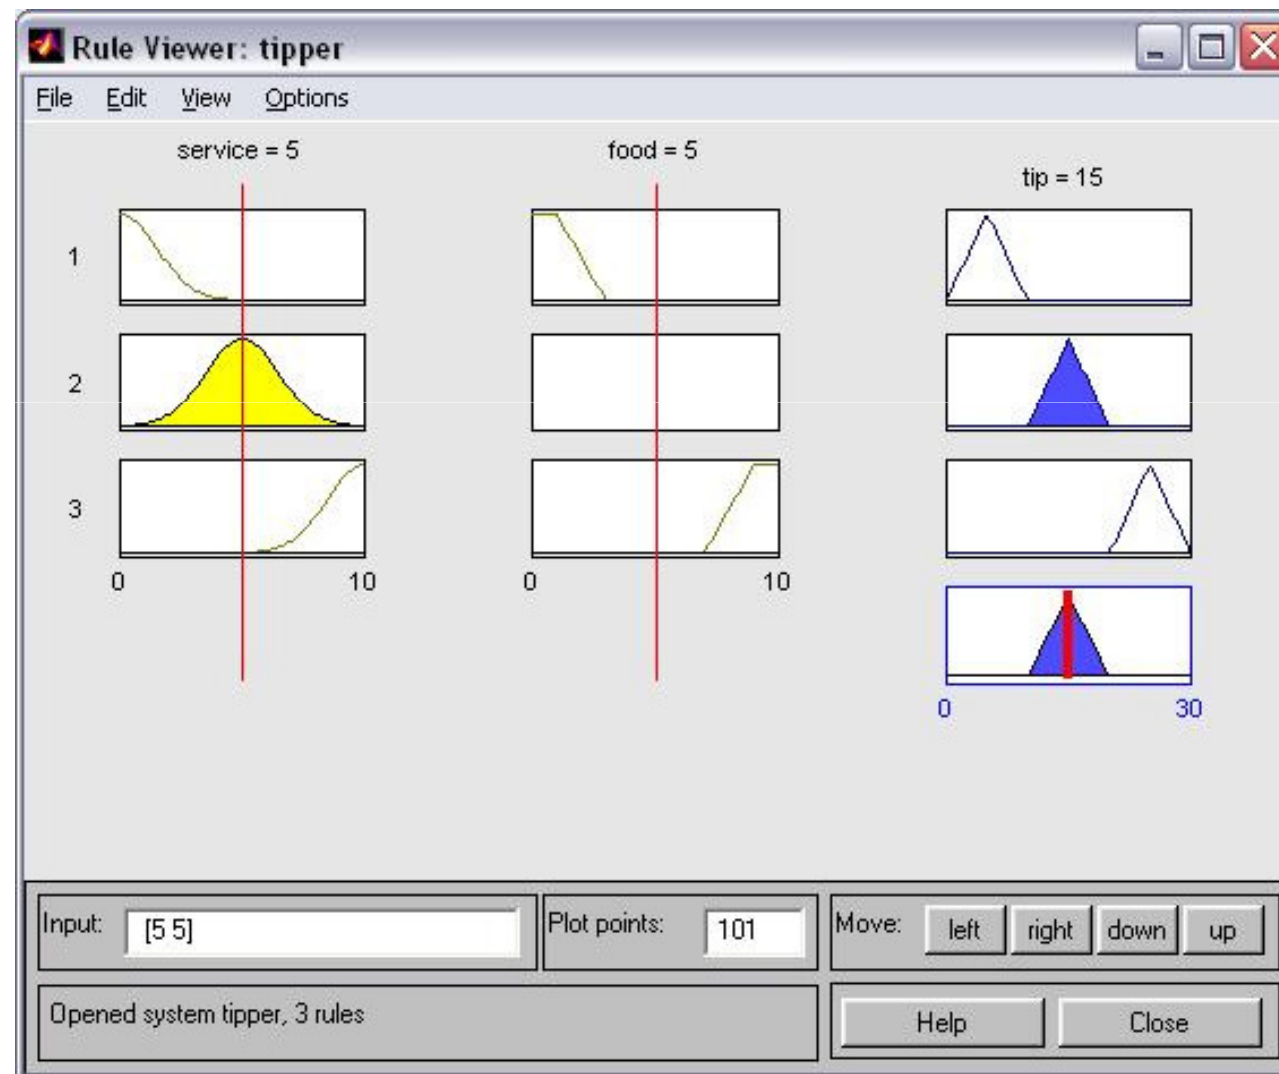 Rule Viewer: tipper
File Edit View Options
service = 5 food = 5
tip = 15
1
2
3
0 10 0 10
0 30
Input: [5 5] Plot points: 101 Move: left right down up
Opened system tipper, 3 rules Help Close